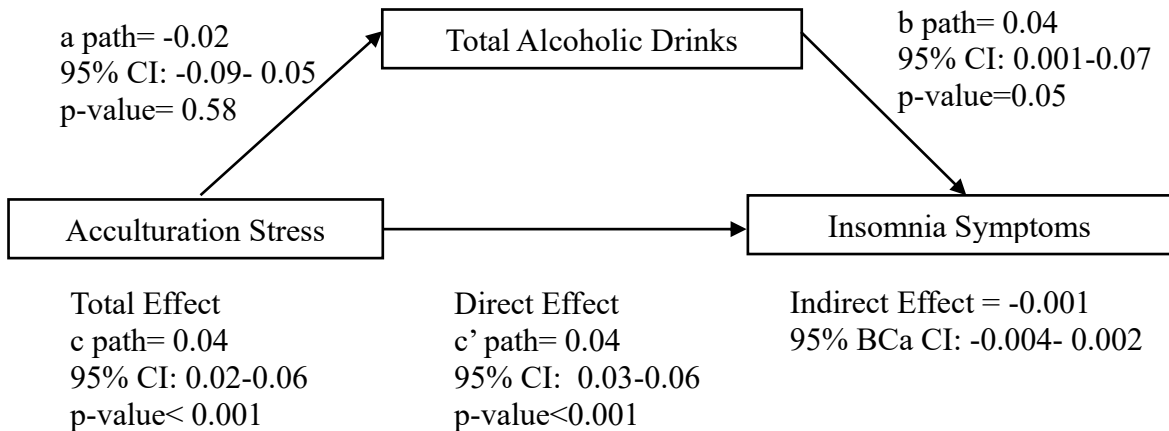 a path= -0.02
95% CI: -0.09- 0.05
p-value= 0.58
Total Alcoholic Drinks
b path= 0.04
95% CI: 0.001-0.07
p-value=0.05
Acculturation Stress
Insomnia Symptoms
Total Effect
c path= 0.04
95% CI: 0.02-0.06
p-value< 0.001
Direct Effect
c’ path= 0.04
95% CI:  0.03-0.06
p-value<0.001
Indirect Effect = -0.001
95% BCa CI: -0.004- 0.002